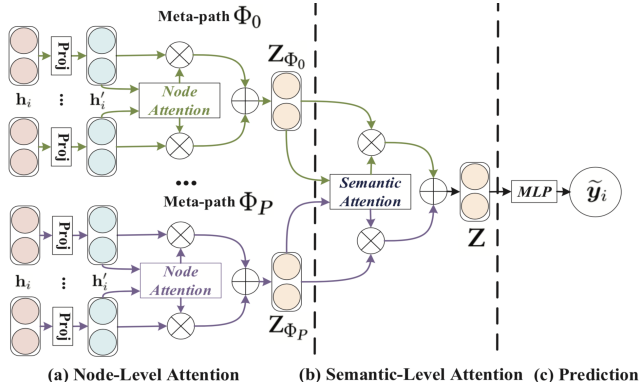 Meta-path Φ0
Proj
Proj
hi ... h′i
Node
Attention
ZΦ0
...
Meta-path ΦP
Proj
Proj
hi ... h′i
Node
Attention
ZΦP
Semantic
Attention
Z
MLP
ỹi
(a) Node-Level Attention
(b) Semantic-Level Attention
(c) Prediction